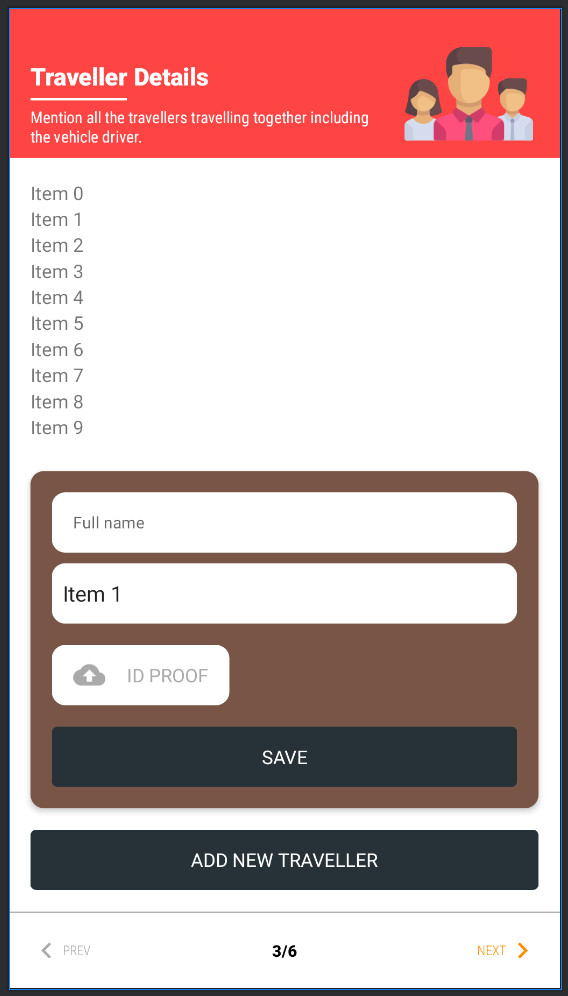 Traveller Details
Mention all the travellers travelling together including
the vehicle driver.
Item 0
Item 1
Item 2
Item 3
Item 4
Item 5
Item 6
Item 7
Item 8
Item 9
Full name
Item 1
ID PROOF
SAVE
ADD NEW TRAVELLER
PREV
3/6
NEXT